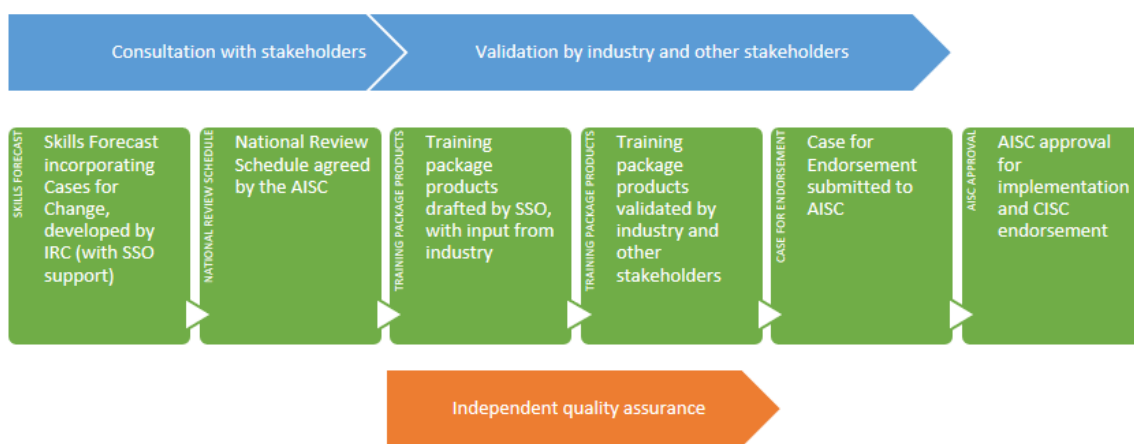 Consultation with stakeholders
Validation by industry and other stakeholders
SKILLS FORECAST
Skills Forecast
incorporating
Cases for
Change,
developed by
IRC (with SSO
support)
NATIONAL REVIEW SCHEDULE
National Review
Schedule agreed
by the AISC
TRAINING PACKAGE PRODUCTS
Training
package
products
drafted by SSO,
with input from
industry
TRAINING PACKAGE PRODUCTS
Training
package
products
validated by
industry and
other
stakeholders
CASE FOR ENDORSEMENT
Case for
Endorsement
submitted to
AISC
AISC APPROVAL
AISC approval
for
implementation
and CISC
endorsement
Independent quality assurance